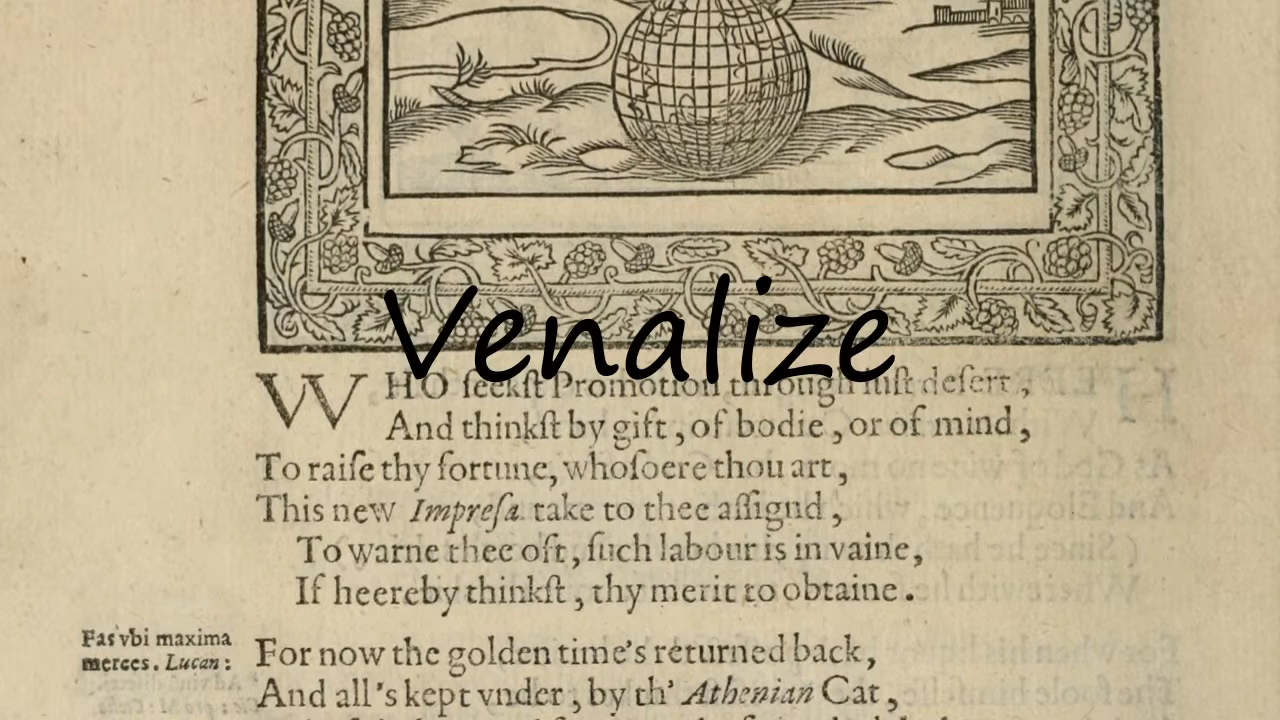 Venalize
WHO ſeekſt Promotion through iuſt deſert,
And thinkſt by gift, of bodie, or of mind,
To raiſe thy fortune, whoſoere thou art,
This new Impreſa take to thee aſſignd,
To warne thee oft, ſuch labour is in vaine,
If heereby thinkſt, thy merit to obtaine.
Fas vbi maxima
merces. Lucan:
For now the golden time's returned back,
And all's kept vnder, by th' Athenian Cat,